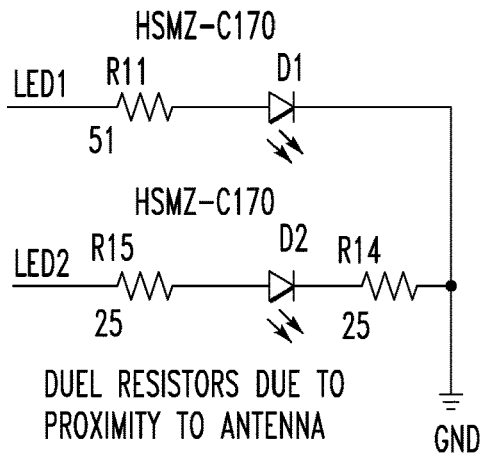 HSMZ-C170
R11
D1
LED1
51
HSMZ-C170
R15
D2
R14
LED2
25
25
DUEL RESISTORS DUE TO
PROXIMITY TO ANTENNA
GND